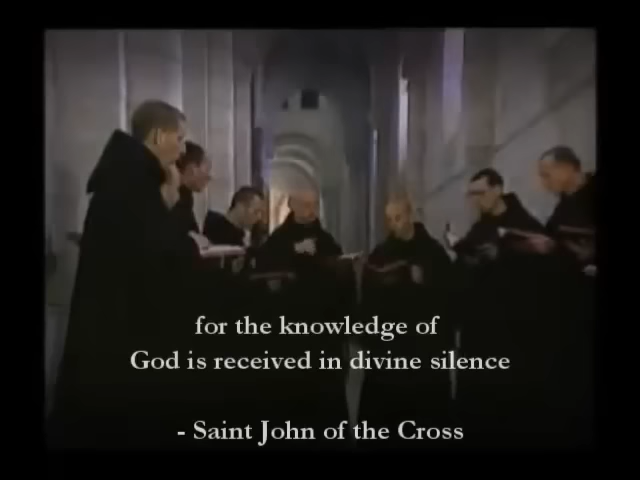 for the knowledge of
God is received in divine silence
- Saint John of the Cross